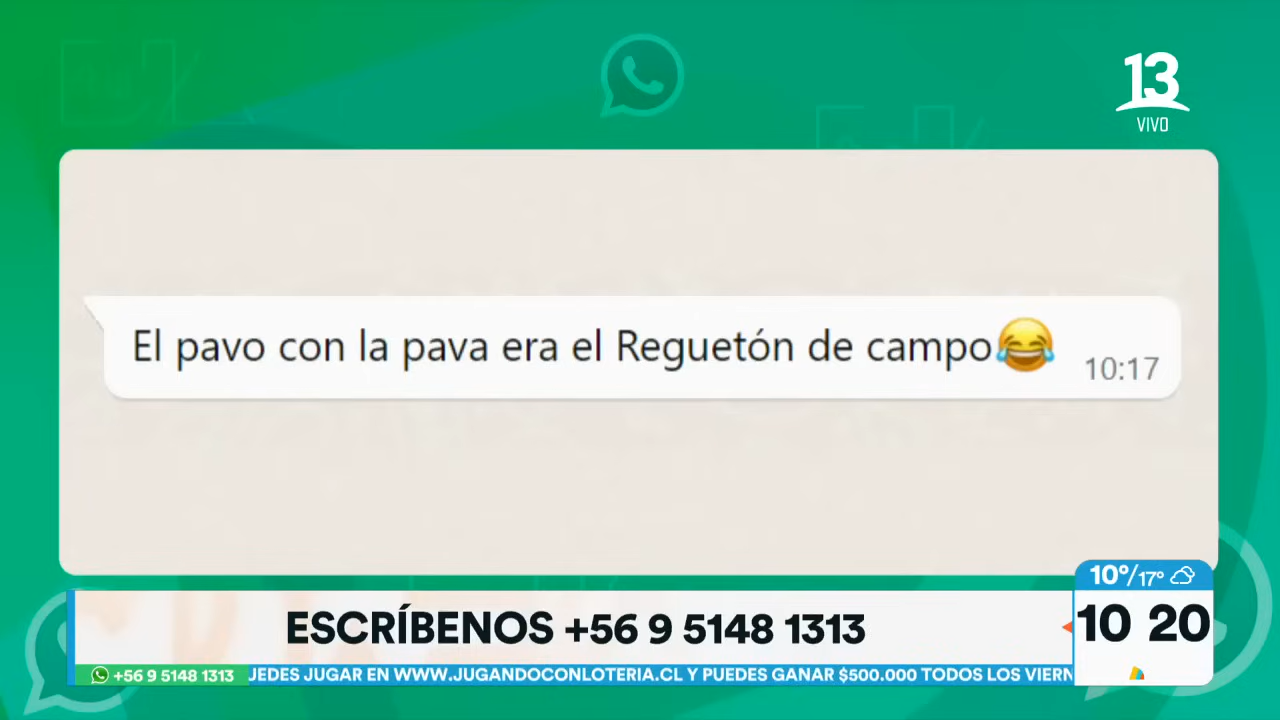 13
VIVO
El pavo con la pava era el Reguetón de campo😂
10:17
10°/17°
ESCRÍBENOS +56 9 5148 1313
10 20
+56 9 5148 1313
UEDES JUGAR EN WWW.JUGANDOCONLOTERIA.CL Y PUEDES GANAR $500.000 TODOS LOS VIERN